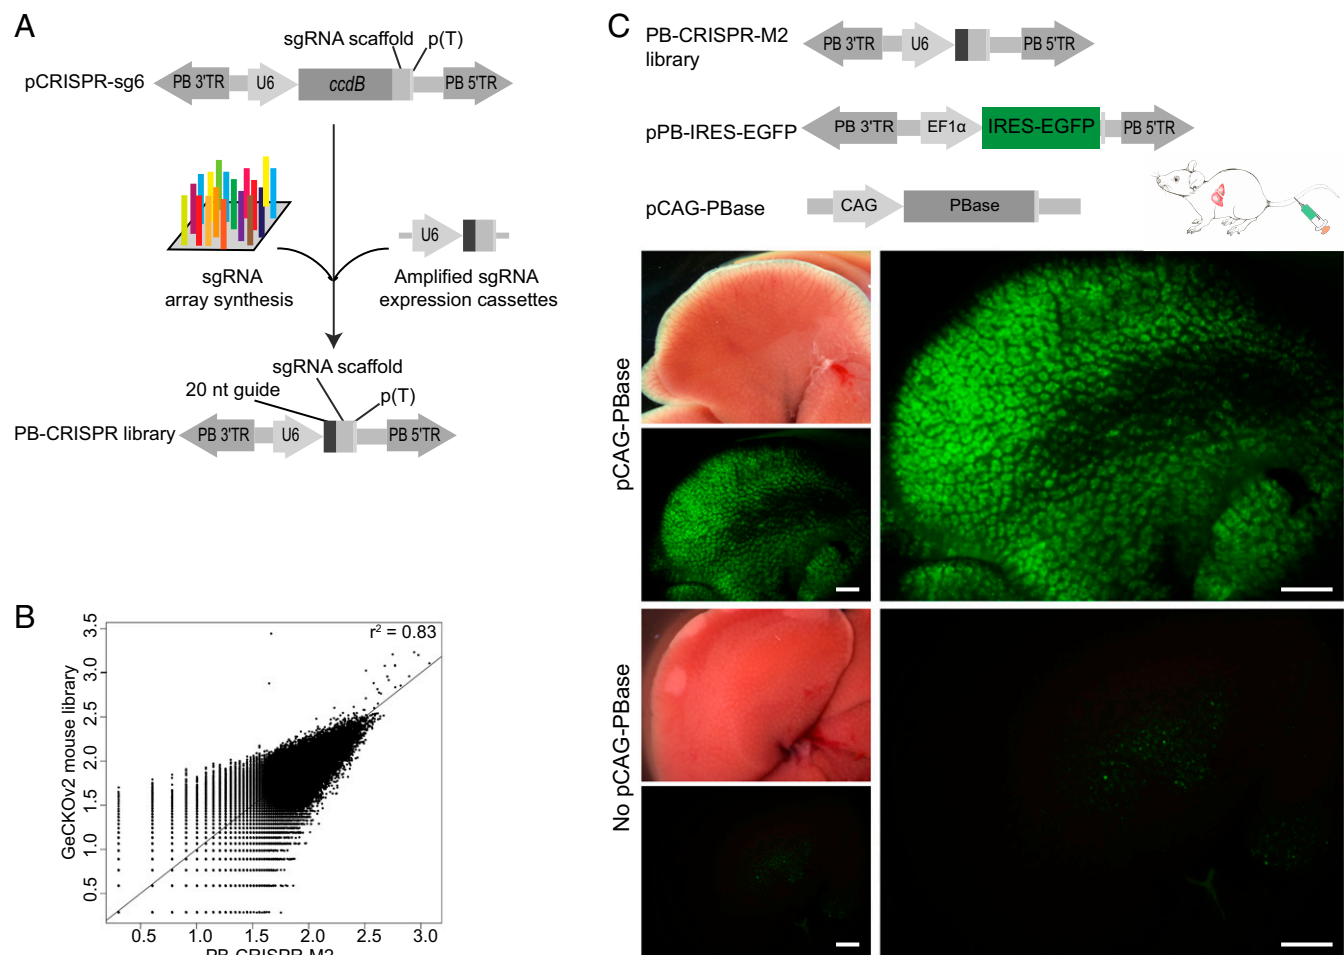 A
sgRNA scaffold
p(T)
pCRISPR-sg6
PB 3'TR
U6
ccdB
PB 5'TR
sgRNA
array synthesis
U6
Amplified sgRNA
expression cassettes
sgRNA scaffold
20 nt guide
p(T)
PB-CRISPR library
PB 3'TR
U6
PB 5'TR
B
r² = 0.83
GeCKOv2 mouse library
3.5
3.0
2.5
2.0
1.5
1.0
0.5
0.5
1.0
1.5
2.0
2.5
3.0
PB-CRISPR-M2
C
PB-CRISPR-M2
library
PB 3'TR
U6
PB 5'TR
pPB-IRES-EGFP
PB 3'TR
EF1α
IRES-EGFP
PB 5'TR
pCAG-PBase
CAG
PBase
pCAG-PBase
No pCAG-PBase